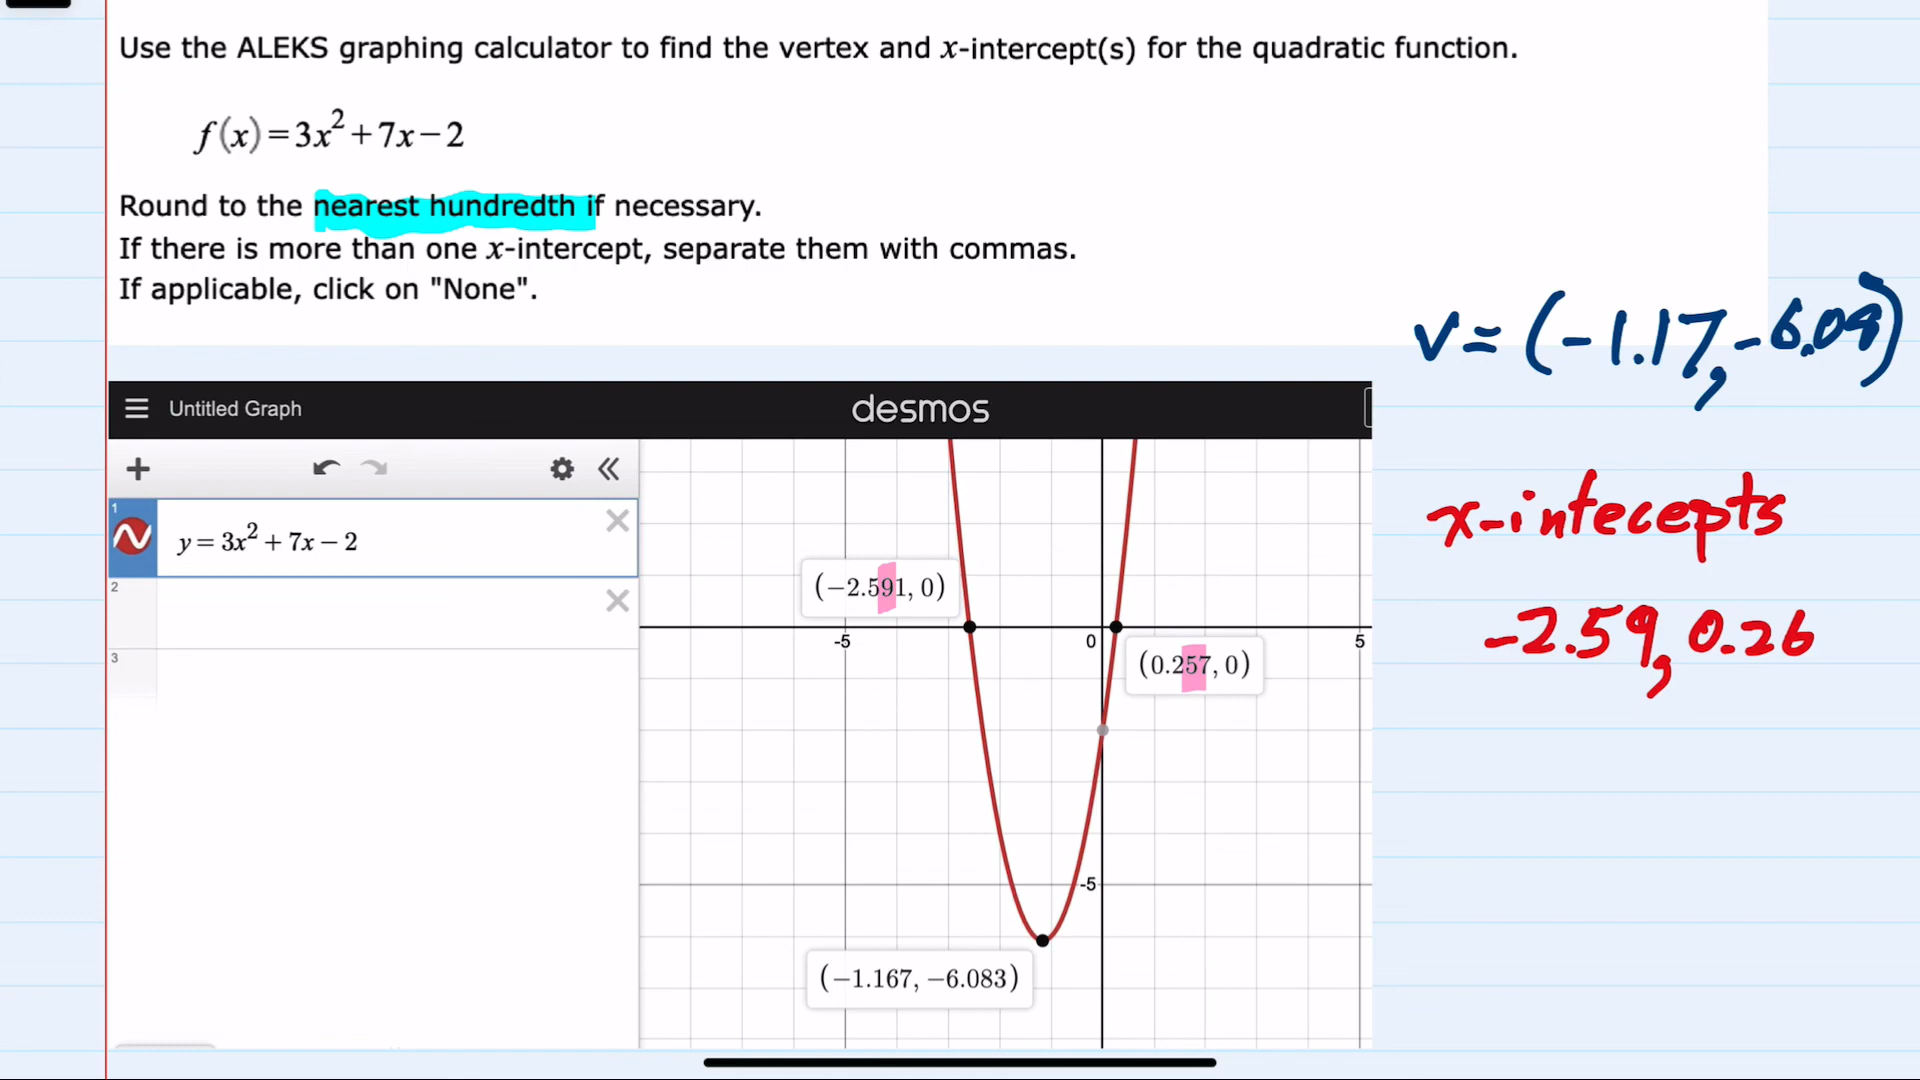 Use the ALEKS graphing calculator to find the vertex and x-intercept(s) for the quadratic function.
f(x)=3x²+7x−2
Round to the nearest hundredth if necessary.
If there is more than one x-intercept, separate them with commas.
If applicable, click on "None".
v=(-1.17,-6.09)
Untitled Graph
desmos
1
y=3x²+7x−2
2
3
x-intecepts
-2.59, 0.26
(−2.591, 0)
-5
0
5
(0.257, 0)
-5
(−1.167, −6.083)